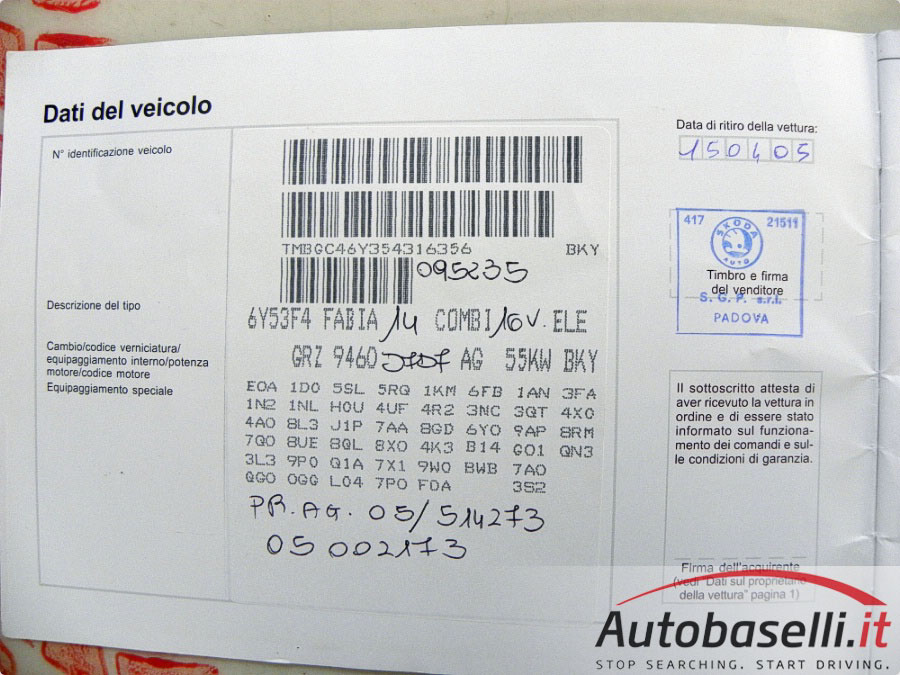 Dati del veicolo
N° identificazione veicolo
TMBGC46Y354316356 BKY
095235
Descrizione del tipo
6Y53F4 FABIA 14 COMBI 16V. ELE
Cambio/codice verniciatura/
equipaggiamento interno/potenza
motore/codice motore
GRZ 9460 AG 55KW BKY
Equipaggiamento speciale
E0A 1D0 5SL 5RQ 1KM 6FB 1AN 3FA
1N2 1NL H0U 4UF 4R2 3NC 3QT 4X0
4A0 8L3 J1P 7AA 8GD 6Y0 9AP 8RM
7Q0 8UE 8QL 8X0 4K3 B14 G01 QN3
3L3 9P0 Q1A 7X1 9W0 BWB 7A0
QG0 0GG L04 7P0 F0A 3S2
PR.AG. 05/514273
05 002173
Data di ritiro della vettura:
150405
417 21511
SKODA
AUTO
Timbro e firma
del venditore
S. G. P. s.r.l.
PADOVA
Il sottoscritto attesta di
aver ricevuto la vettura in
ordine e di essere stato
informato sul funziona-
mento dei comandi e sul-
le condizioni di garanzia.
Firma dell'acquirente
(vedi "Dati sul proprietario
della vettura" pagina 1)
Autobaselli.it
STOP SEARCHING. START DRIVING.